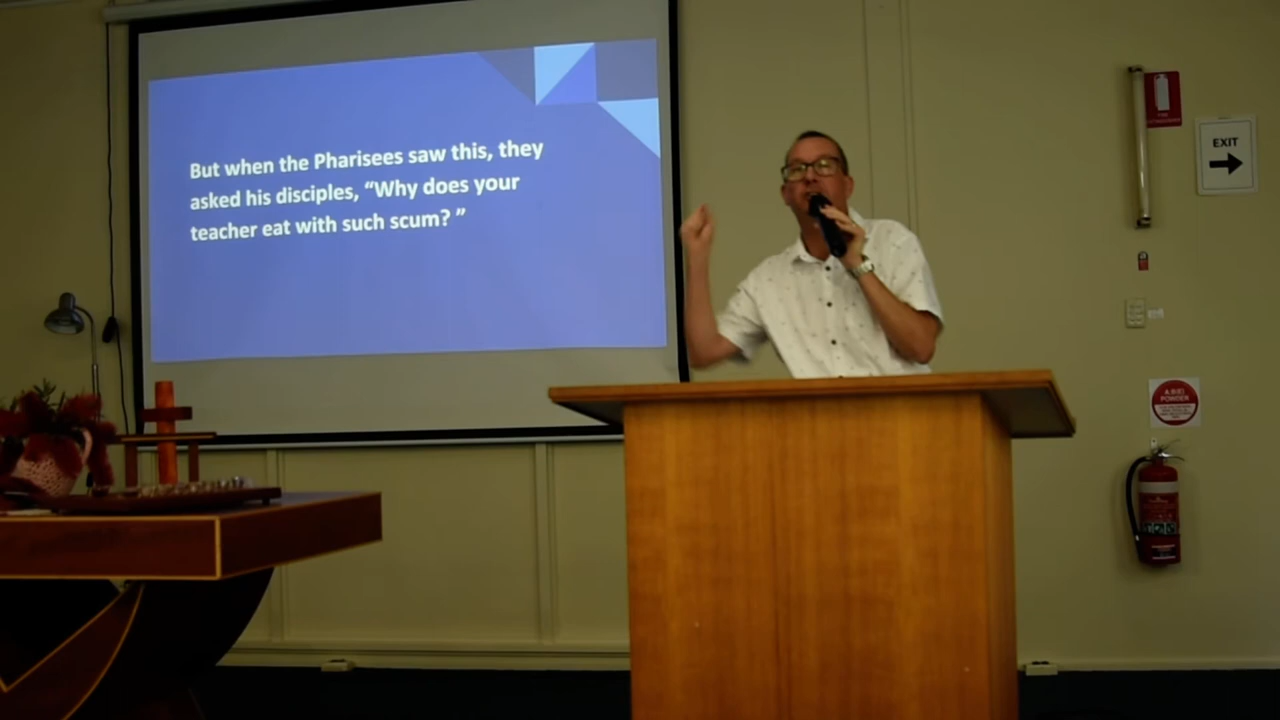 But when the Pharisees saw this, they
asked his disciples, “Why does your
teacher eat with such scum? ”
EXIT
POWDER